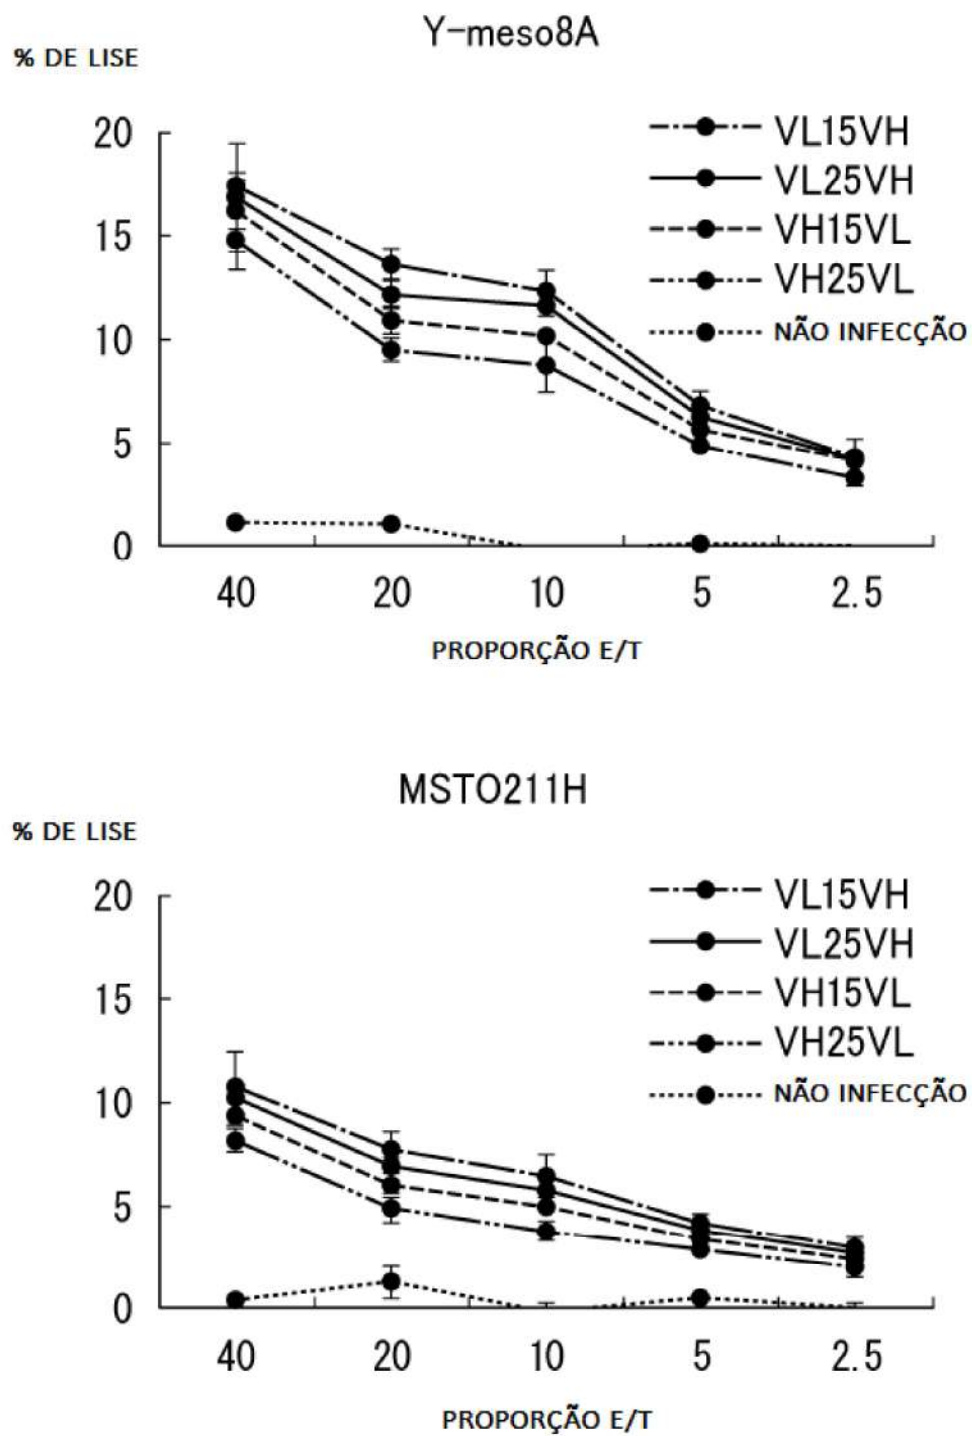 Y-meso8A
% DE LISE
20
15
10
5
0
VL15VH
VL25VH
VH15VL
VH25VL
NÃO INFECÇÃO
40 20 10 5 2.5
PROPORÇÃO E/T
MSTO211H
% DE LISE
20
15
10
5
0
VL15VH
VL25VH
VH15VL
VH25VL
NÃO INFECÇÃO
40 20 10 5 2.5
PROPORÇÃO E/T